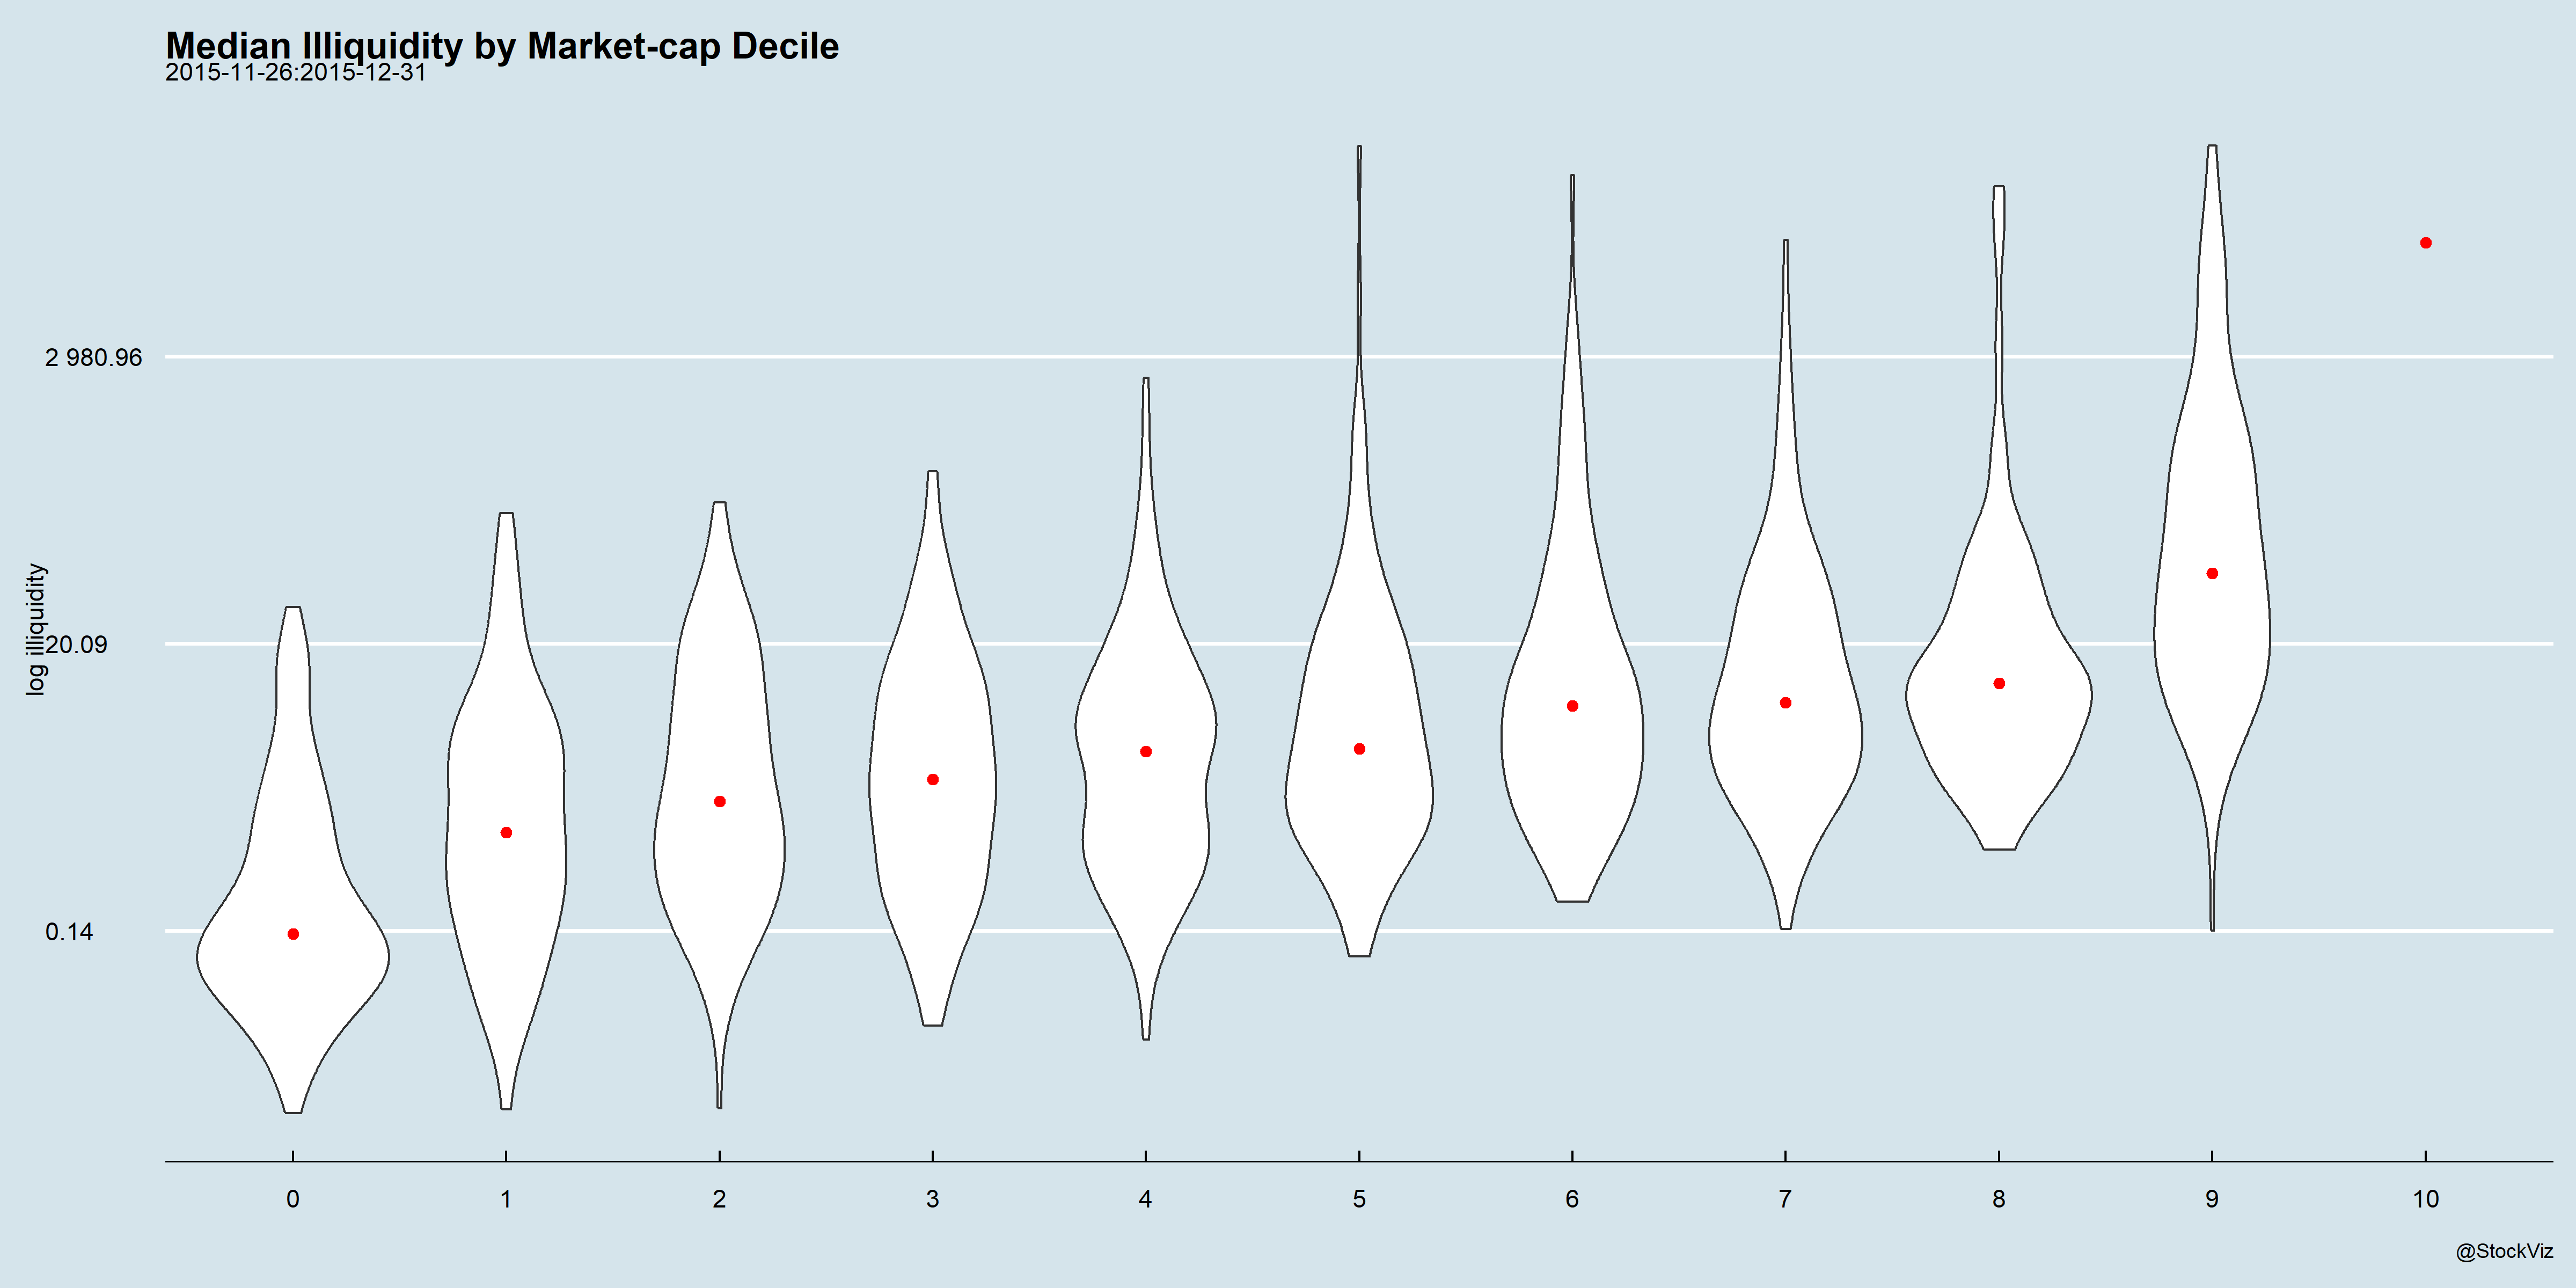 Median Illiquidity by Market-cap Decile
2015-11-26:2015-12-31
log illiquidity
2 980.96
20.09
0.14
0 1 2 3 4 5 6 7 8 9 10
@StockViz